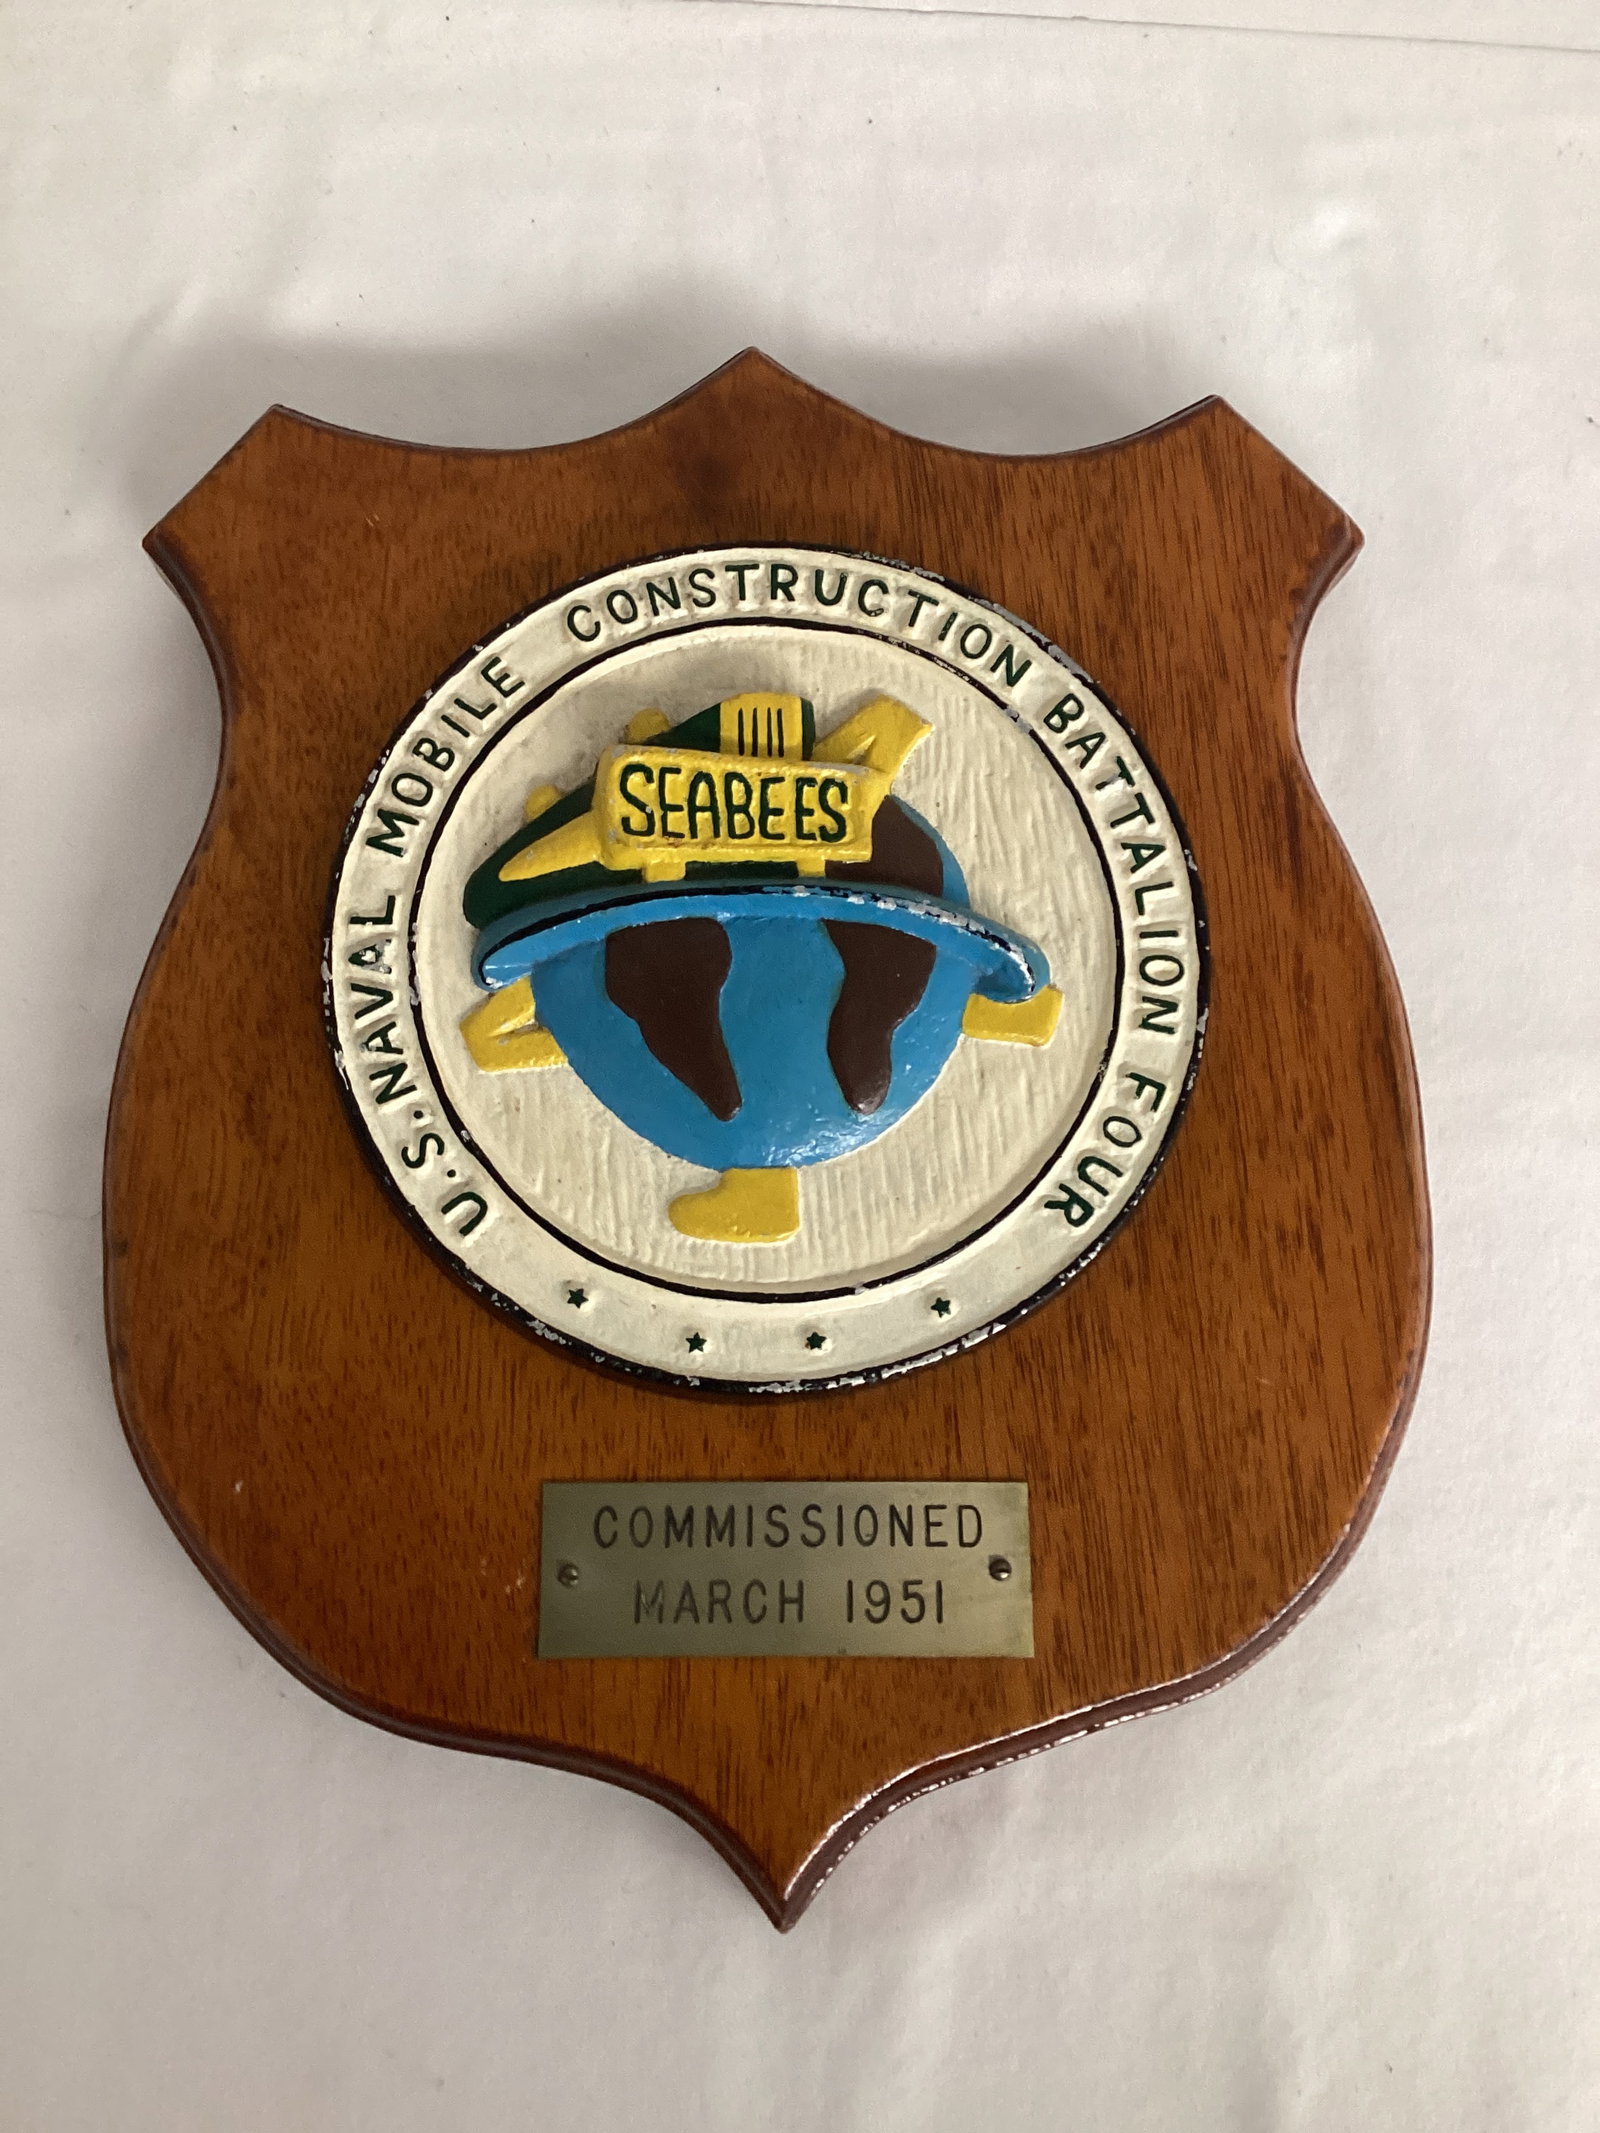 U.S. NAVAL MOBILE CONSTRUCTION BATTALION FOUR
SEABEES
COMMISSIONED
MARCH 1951